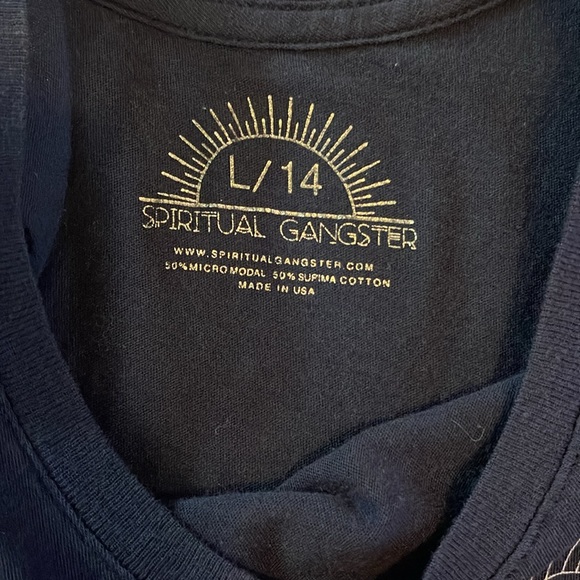 L/14
SPIRITUAL GANGSTER
WWW.SPIRITUALGANGSTER.COM
50% MICRO MODAL 50% SUPIMA COTTON
MADE IN USA